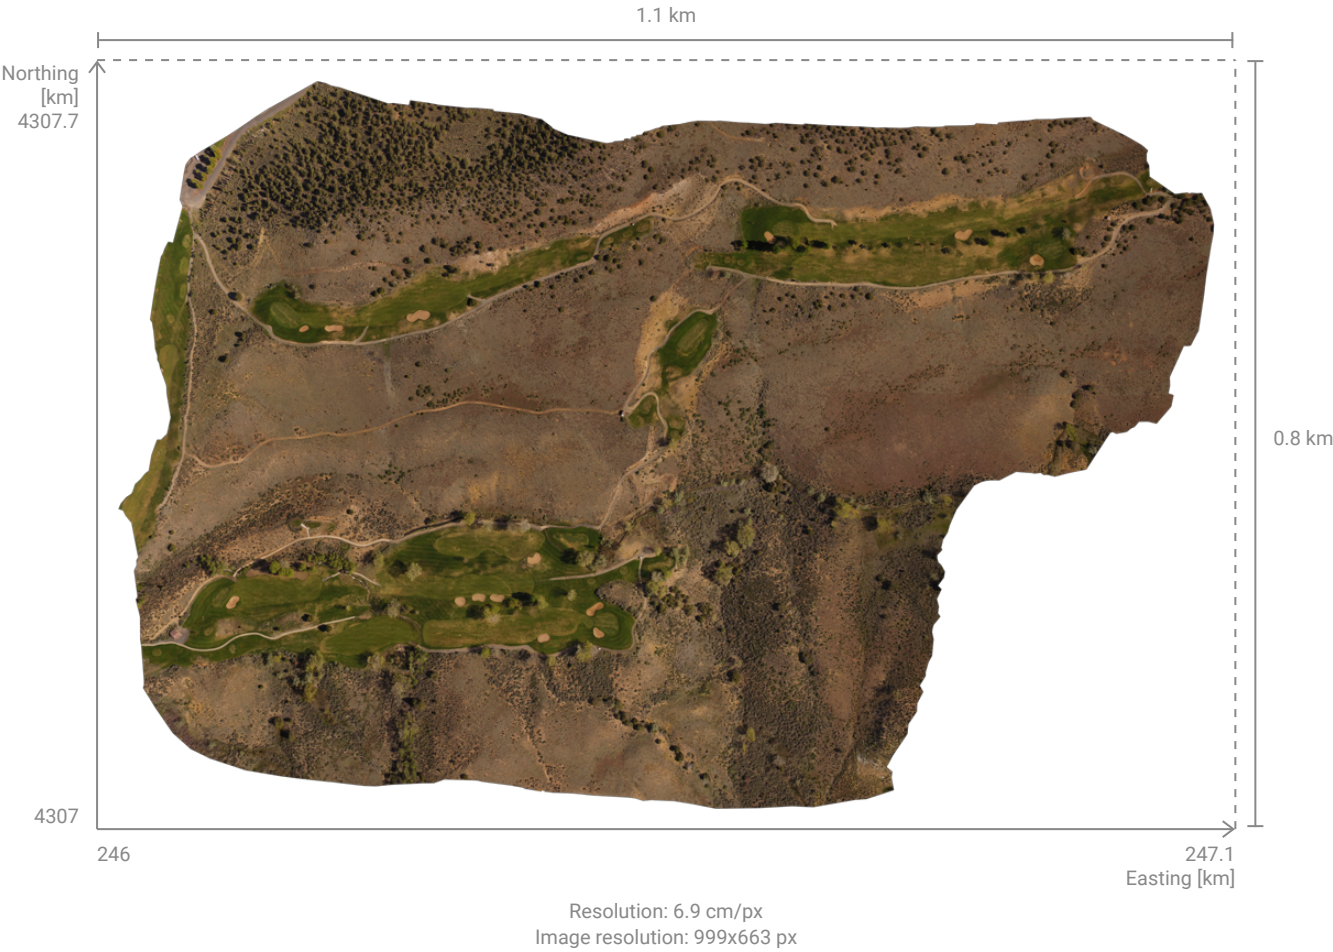 1.1 km
Northing
[km]
4307.7
0.8 km
4307
246
247.1
Easting [km]
Resolution: 6.9 cm/px
Image resolution: 999x663 px